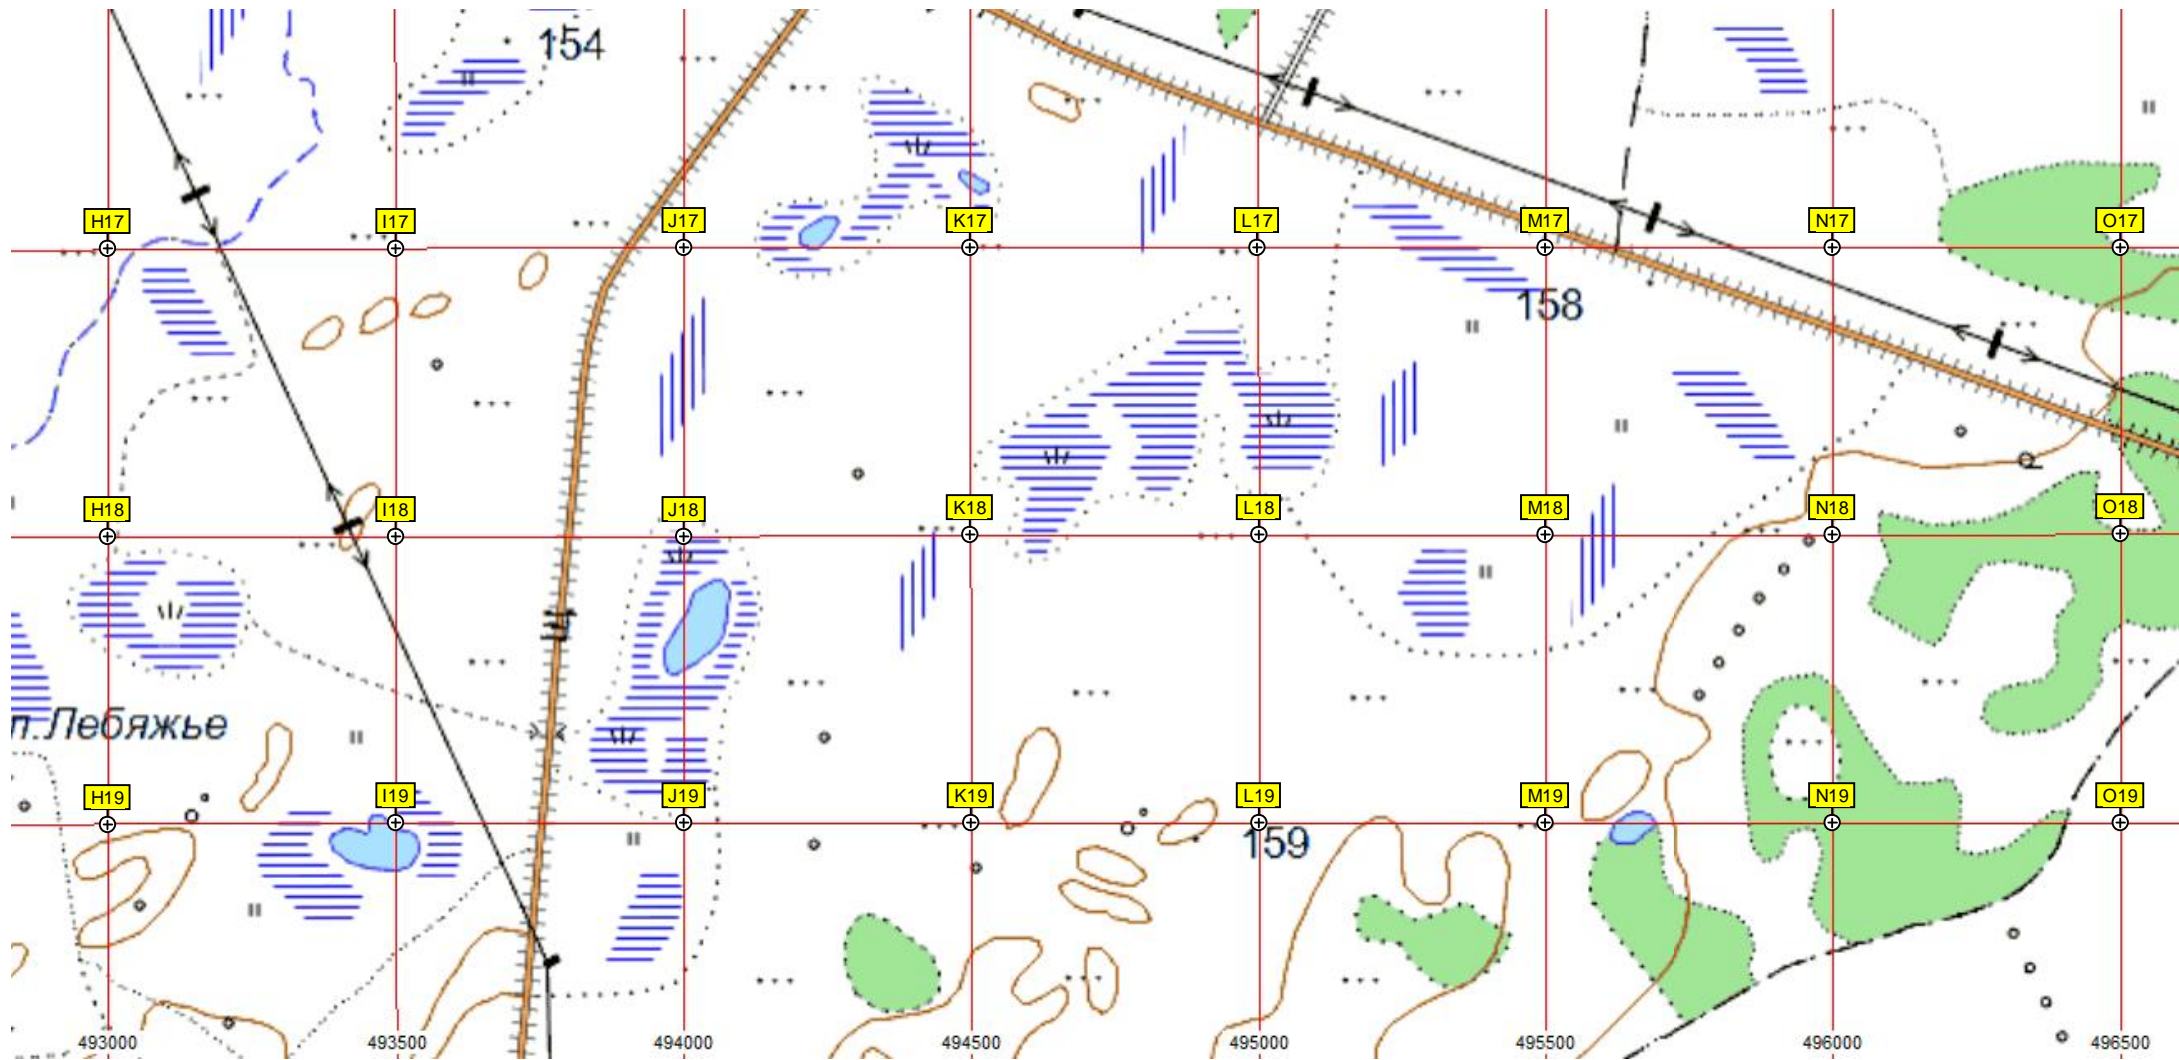 154
H17 I17 J17 K17 L17 M17 N17 O17
158
H18 I18 J18 K18 L18 M18 N18 O18
л.Лебяжье
H19 I19 J19 K19 L19 M19 N19 O19
159
493000 493500 494000 494500 495000 495500 496000 496500